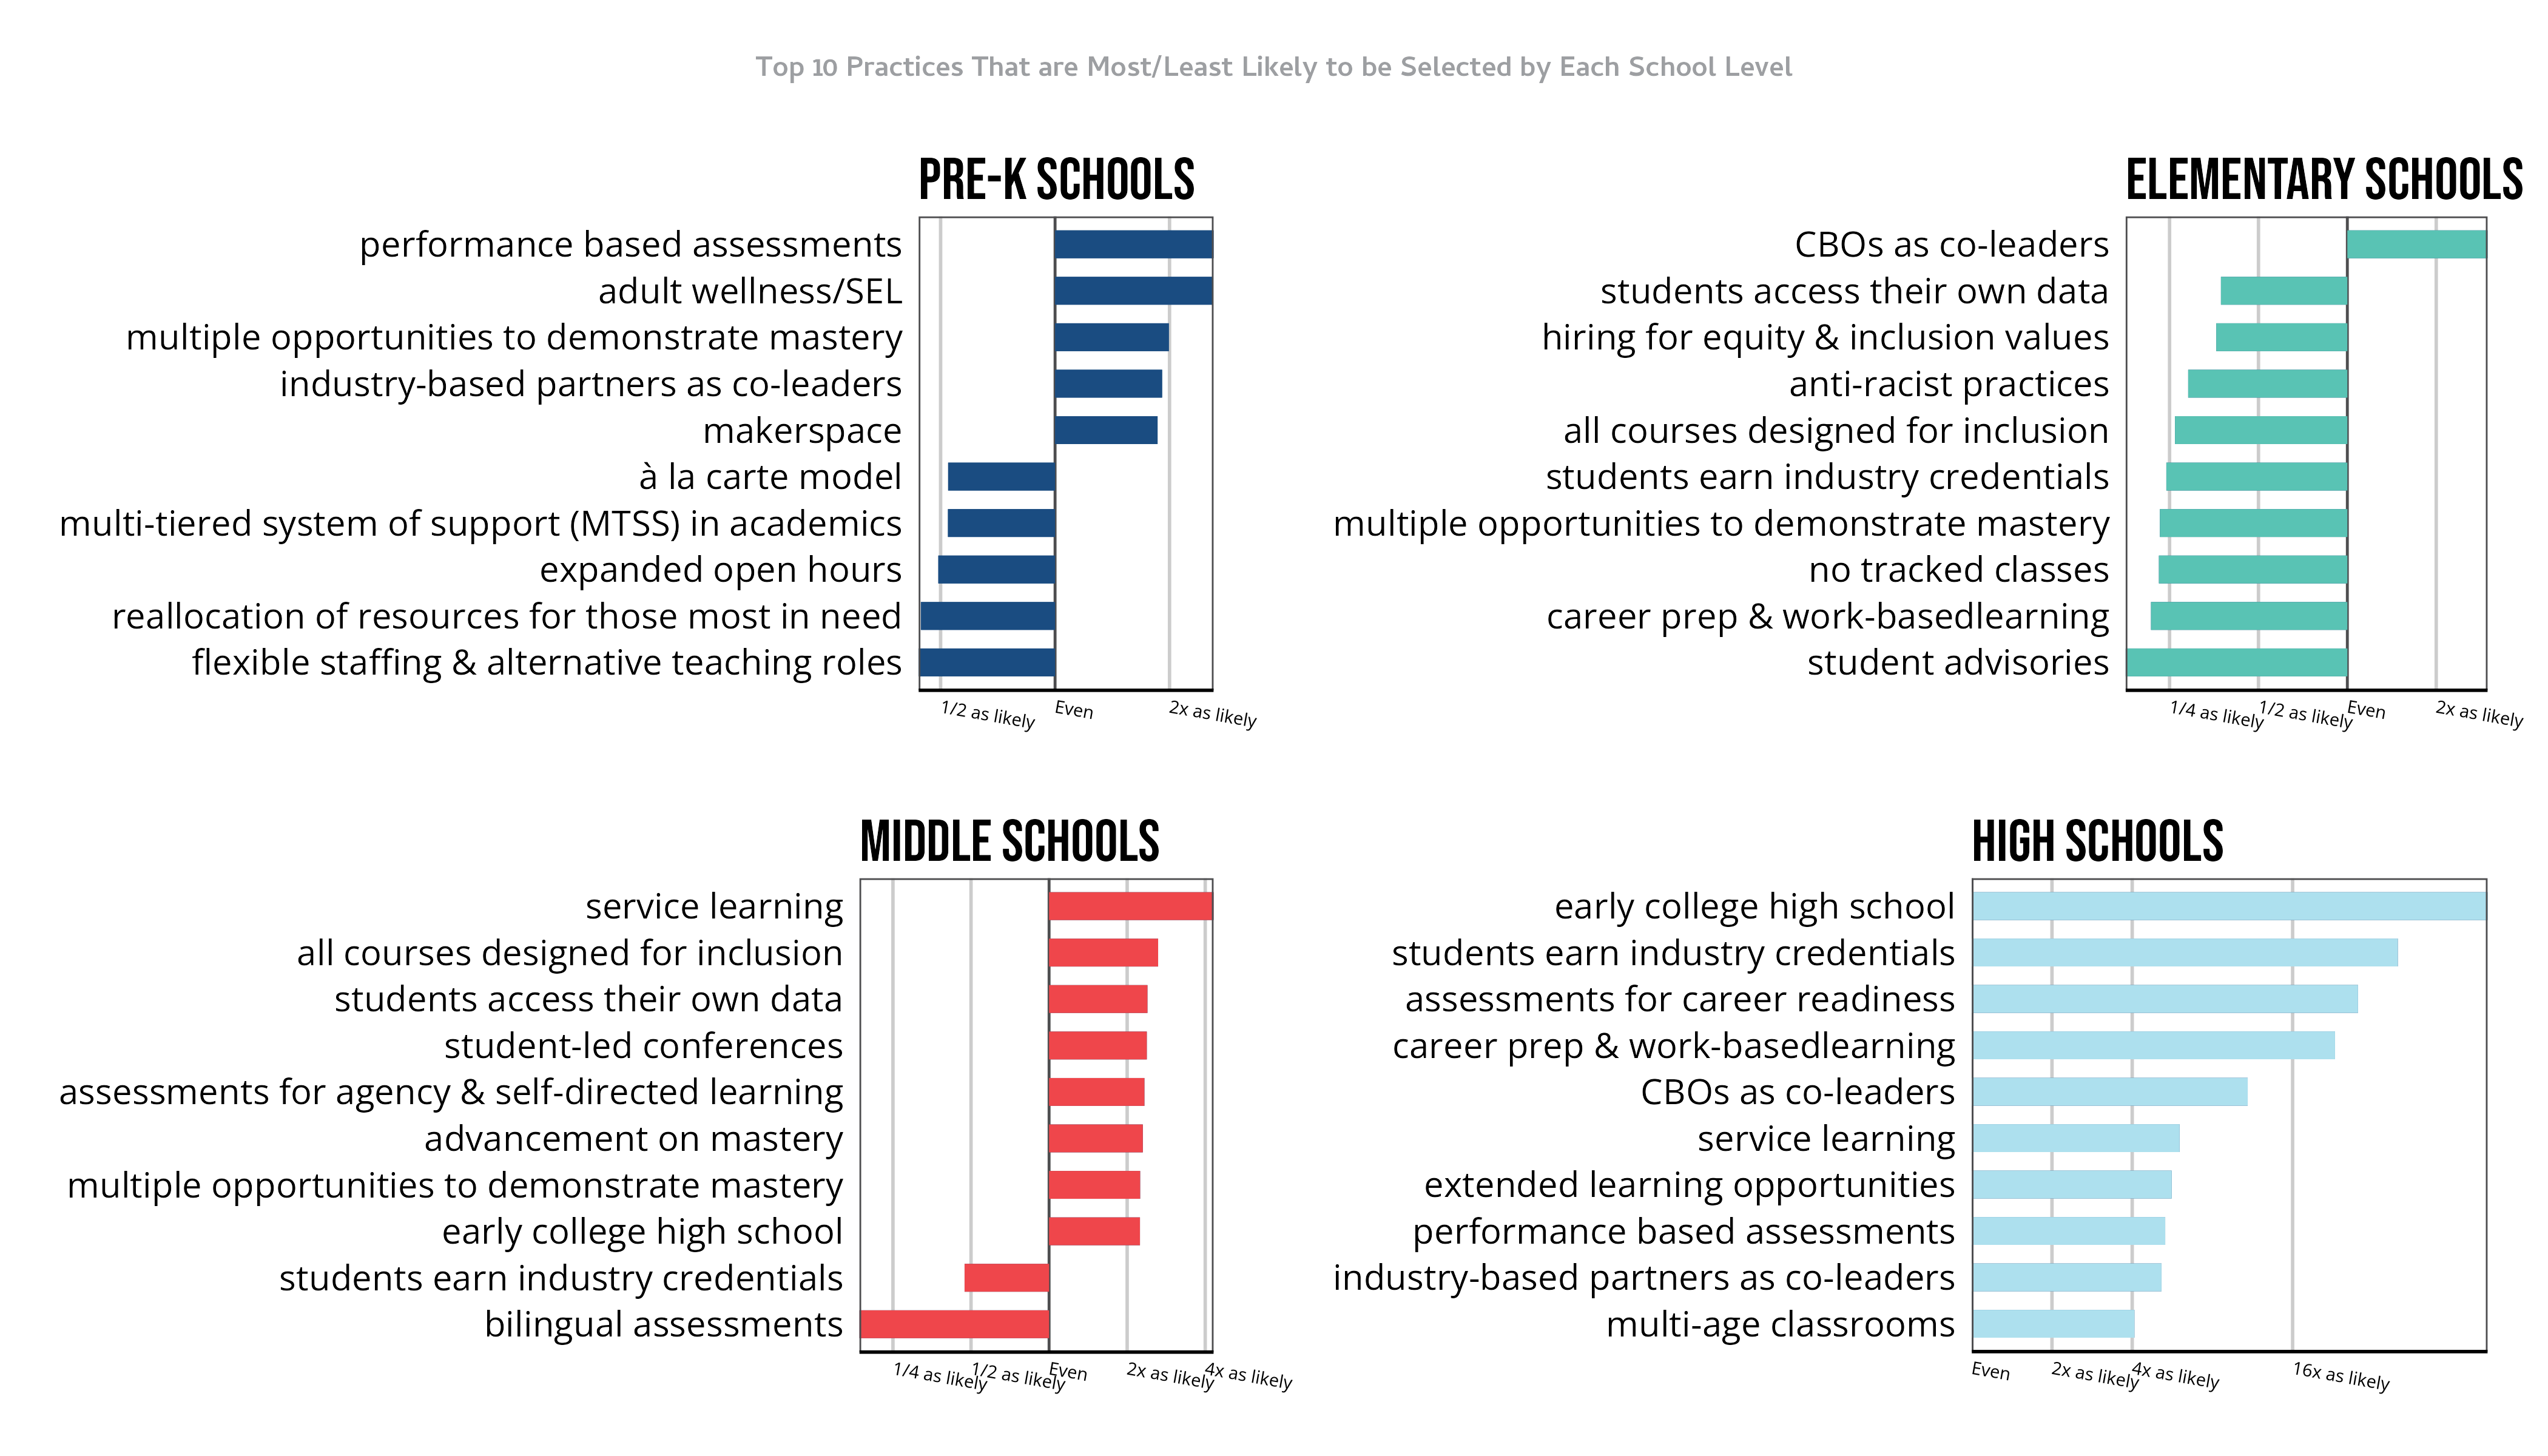 Top 10 Practices That are Most/Least Likely to be Selected by Each School Level
PRE-K SCHOOLS
performance based assessments
adult wellness/SEL
multiple opportunities to demonstrate mastery
industry-based partners as co-leaders
makerspace
à la carte model
multi-tiered system of support (MTSS) in academics
expanded open hours
reallocation of resources for those most in need
flexible staffing & alternative teaching roles
1/2 as likely
Even
2x as likely
ELEMENTARY SCHOOLS
CBOs as co-leaders
students access their own data
hiring for equity & inclusion values
anti-racist practices
all courses designed for inclusion
students earn industry credentials
multiple opportunities to demonstrate mastery
no tracked classes
career prep & work-basedlearning
student advisories
1/4 as likely
1/2 as likely
Even
2x as likely
MIDDLE SCHOOLS
service learning
all courses designed for inclusion
students access their own data
student-led conferences
assessments for agency & self-directed learning
advancement on mastery
multiple opportunities to demonstrate mastery
early college high school
students earn industry credentials
bilingual assessments
1/4 as likely
1/2 as likely
Even
2x as likely
4x as likely
HIGH SCHOOLS
early college high school
students earn industry credentials
assessments for career readiness
career prep & work-basedlearning
CBOs as co-leaders
service learning
extended learning opportunities
performance based assessments
industry-based partners as co-leaders
multi-age classrooms
Even
2x as likely
4x as likely
16x as likely